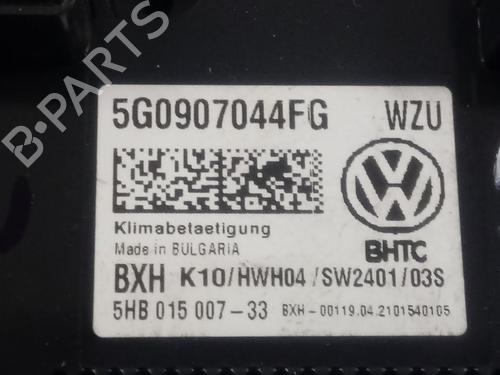 B-PARTS
5G0907044FG WZU
Klimabetaetigung
Made in BULGARIA
BHTC
BXH K10/HWH04/SW2401/03S
5HB 015 007-33 BXH-00119.04.2101540105